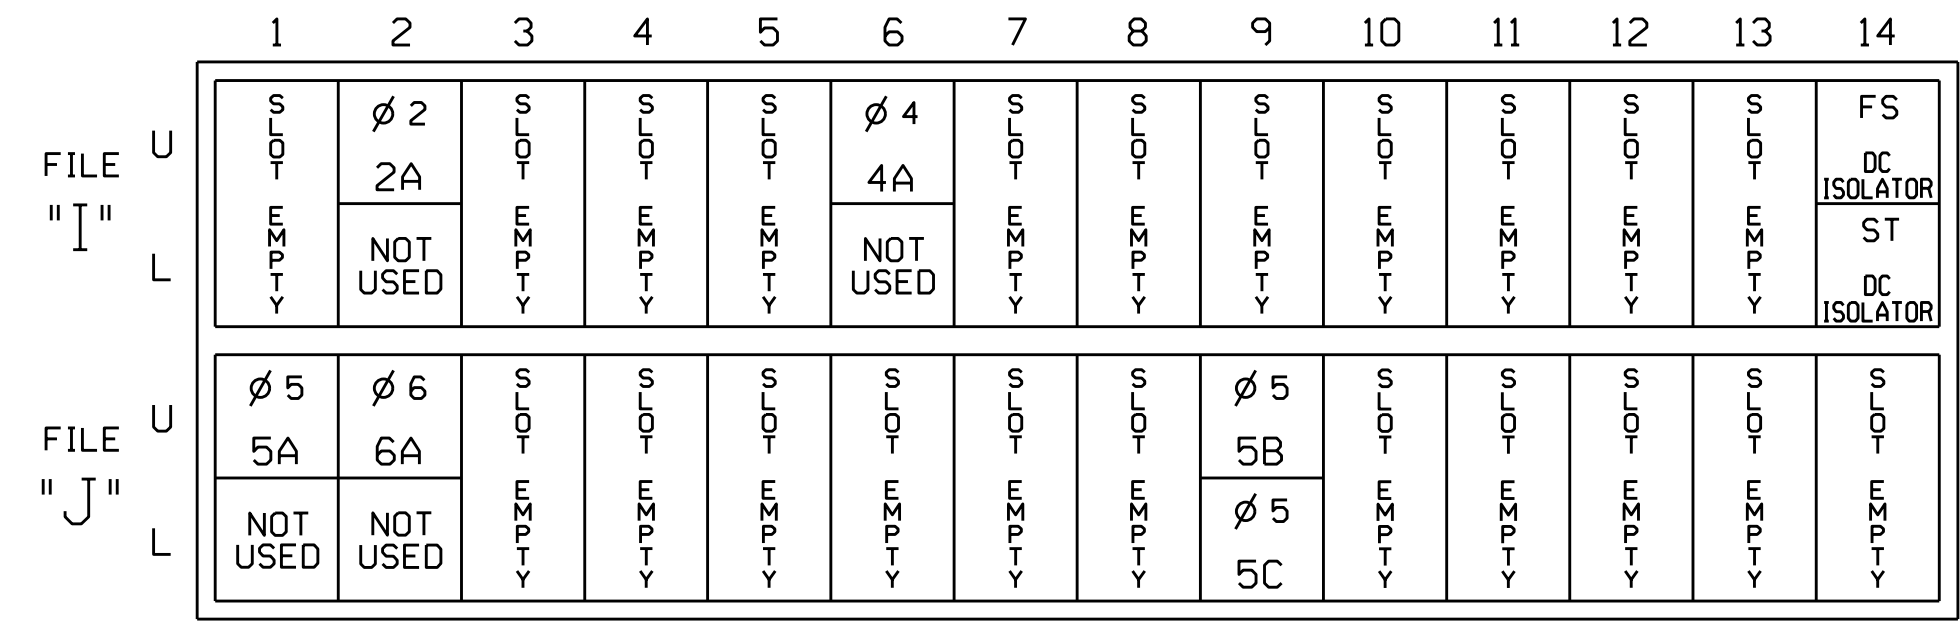 1 2 3 4 5 6 7 8 9 10 11 12 13 14
FILE "I"
U
L
SLOT EMPTY
Ø 2
2A
NOT USED
SLOT EMPTY
SLOT EMPTY
SLOT EMPTY
Ø 4
4A
NOT USED
SLOT EMPTY
SLOT EMPTY
SLOT EMPTY
SLOT EMPTY
SLOT EMPTY
SLOT EMPTY
SLOT EMPTY
FS
DC
ISOLATOR
ST
DC
ISOLATOR
FILE "J"
U
L
Ø 5
5A
NOT USED
Ø 6
6A
NOT USED
SLOT EMPTY
SLOT EMPTY
SLOT EMPTY
SLOT EMPTY
SLOT EMPTY
SLOT EMPTY
Ø 5
5B
Ø 5
5C
SLOT EMPTY
SLOT EMPTY
SLOT EMPTY
SLOT EMPTY
SLOT EMPTY